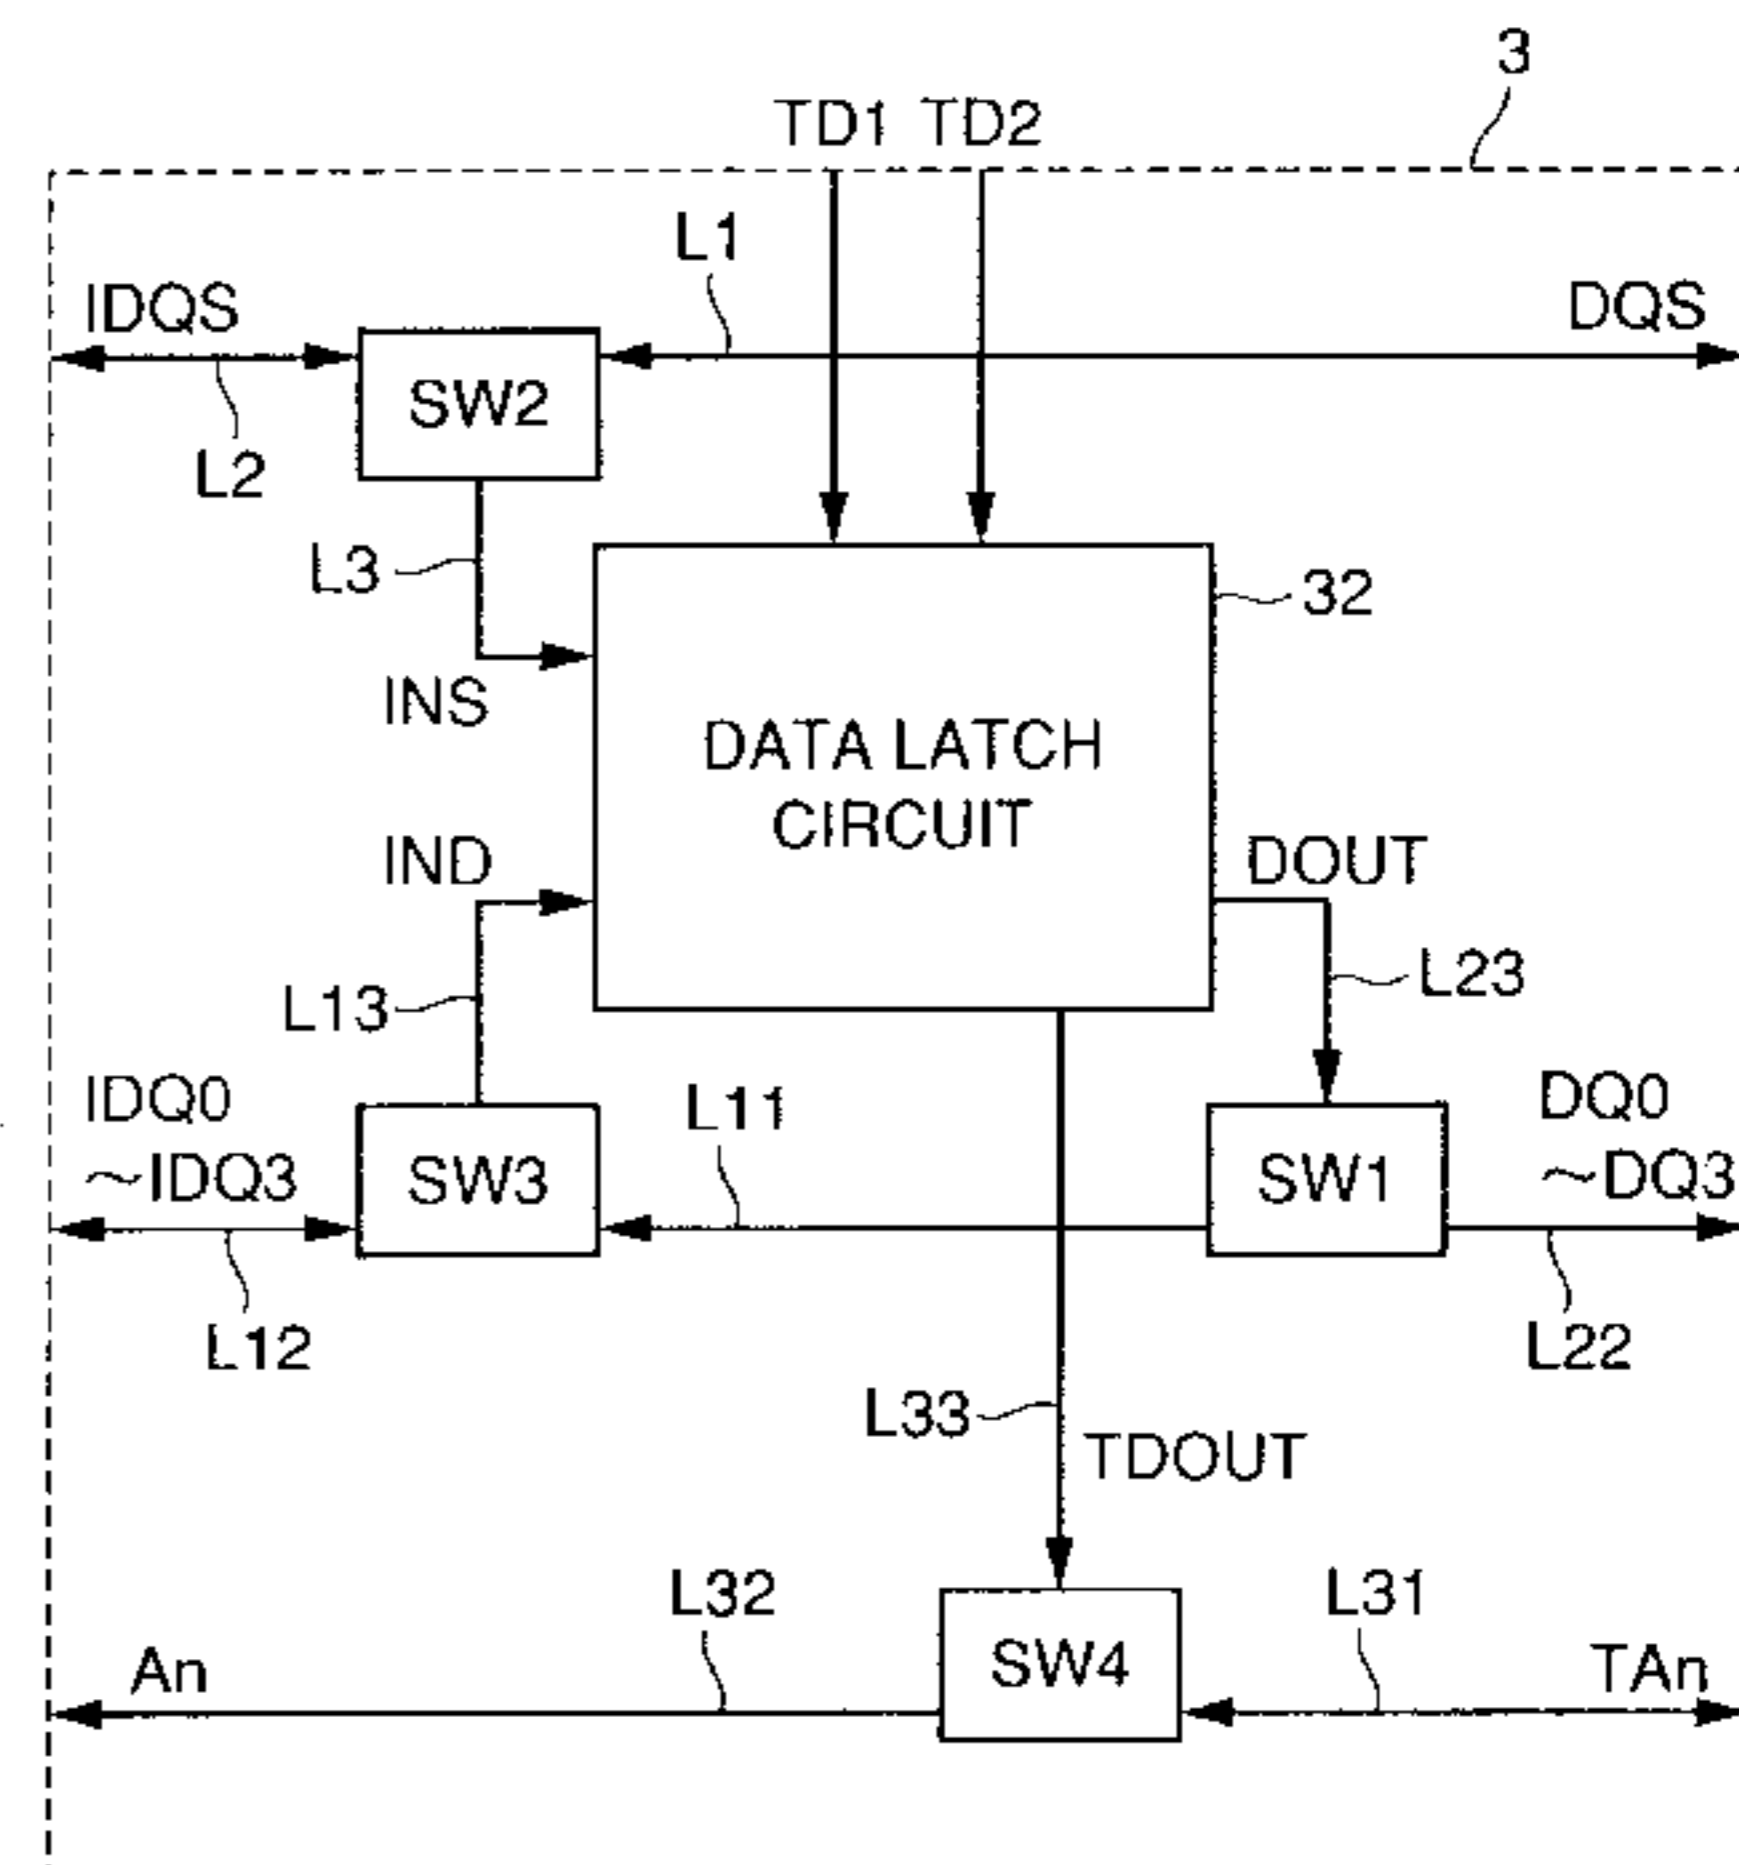 3
TD1 TD2
L1
IDQS
DQS
SW2
L2
L3
32
INS
DATA LATCH
CIRCUIT
IND
DOUT
L23
L13
IDQ0
~IDQ3
L11
DQ0
~DQ3
SW3
SW1
L12
L22
L33
TDOUT
L32
L31
An
SW4
TAn